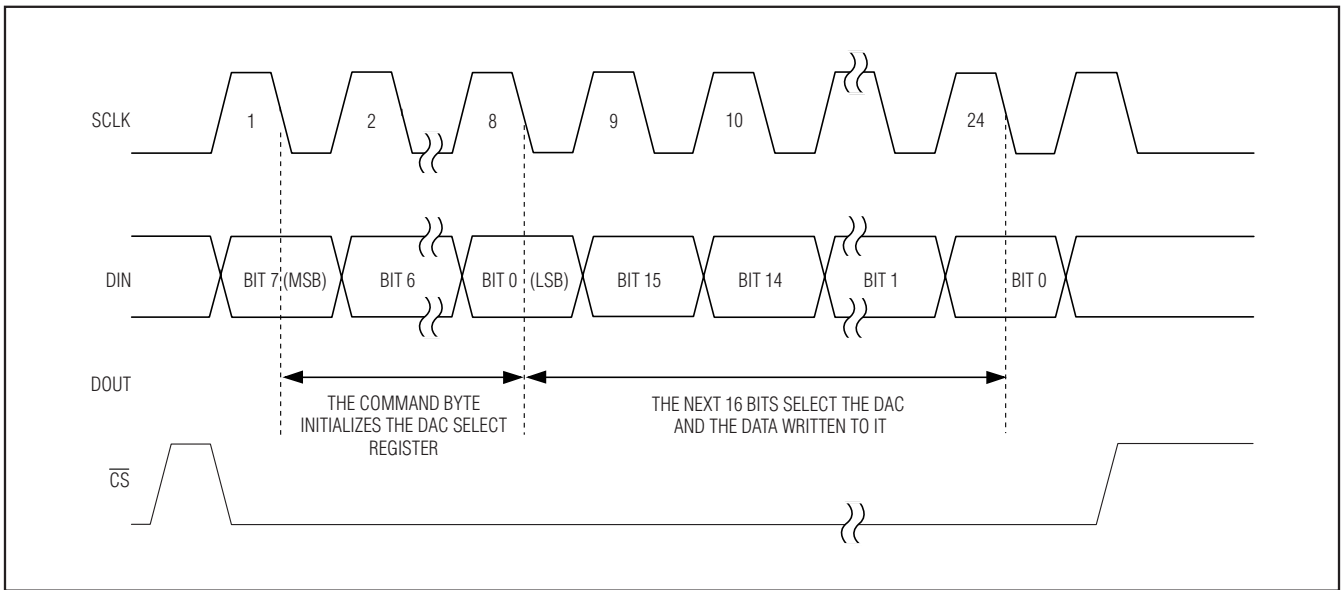 SCLK 1 2 8 9 10 24
DIN BIT 7 (MSB) BIT 6 BIT 0 (LSB) BIT 15 BIT 14 BIT 1 BIT 0
DOUT
THE COMMAND BYTE
INITIALIZES THE DAC SELECT
REGISTER
THE NEXT 16 BITS SELECT THE DAC
AND THE DATA WRITTEN TO IT
CS